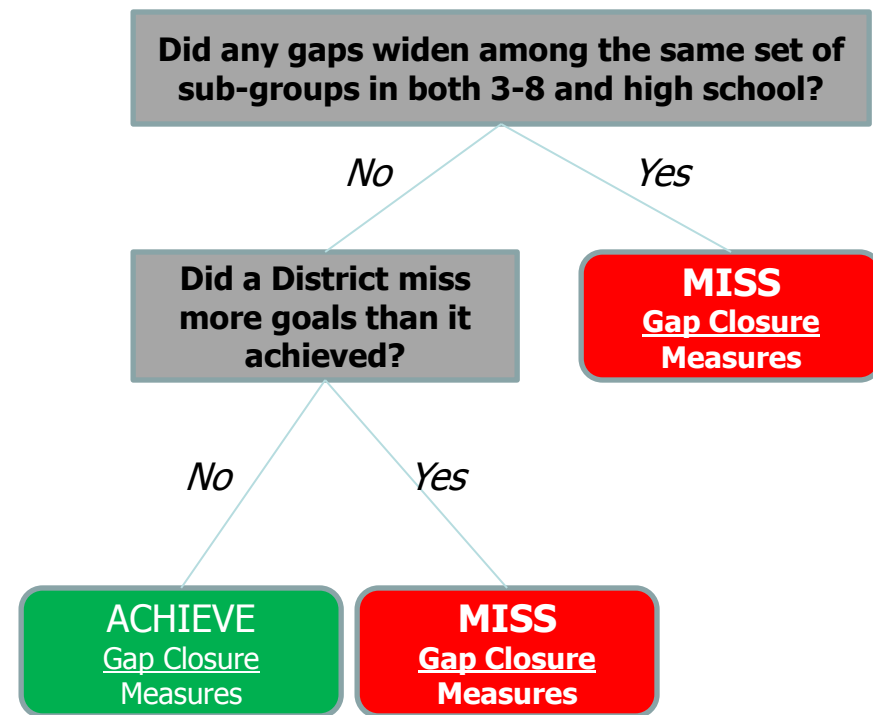 Did any gaps widen among the same set of
sub-groups in both 3-8 and high school?
No
Yes
Did a District miss
more goals than it
achieved?
MISS
Gap Closure
Measures
No
Yes
ACHIEVE
Gap Closure
Measures
MISS
Gap Closure
Measures